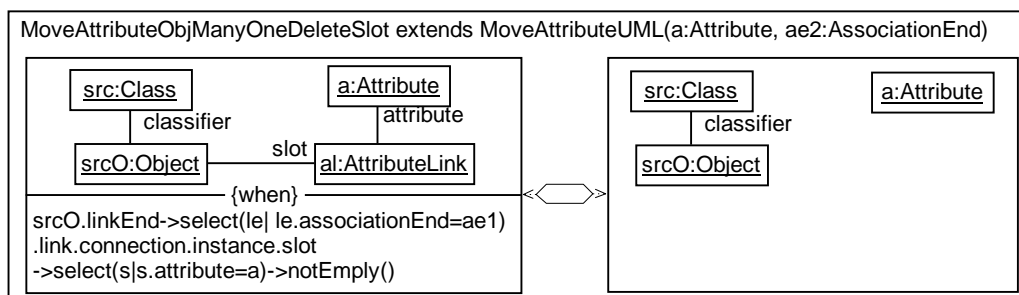 MoveAttributeObjManyOneDeleteSlot extends MoveAttributeUML(a:Attribute, ae2:AssociationEnd)
src:Class
a:Attribute
classifier
attribute
srcO:Object
slot
al:AttributeLink
{when}
srcO.linkEnd->select(le| le.associationEnd=ae1)
.link.connection.instance.slot
->select(s|s.attribute=a)->notEmply()
src:Class
a:Attribute
classifier
srcO:Object